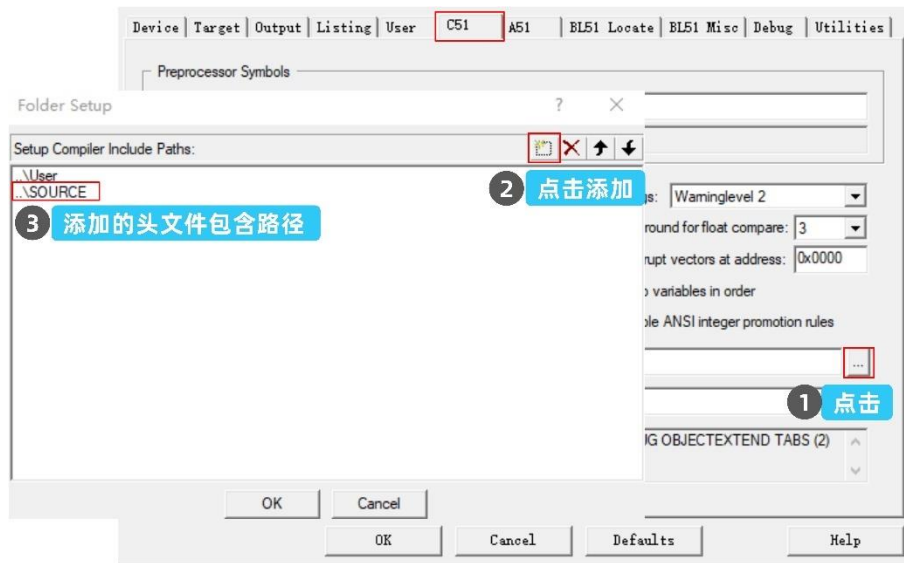 Device Target Output Listing User C51 A51 BL51 Locate BL51 Misc Debug Utilities
Preprocessor Symbols
Folder Setup ? ×
Setup Compiler Include Paths:
..\User
..\SOURCE
2 点击添加
3 添加的头文件包含路径
gs: Warninglevel 2
round for float compare: 3
rupt vectors at address: 0x0000
variables in order
ble ANSI integer promotion rules
...
1 点击
OBJECTEXTEND TABS (2)
OK Cancel
OK Cancel Defaults Help